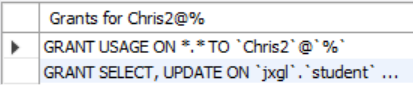 Grants for Chris2@%
GRANT USAGE ON *.* TO `Chris2`@`%`
GRANT SELECT, UPDATE ON `jxgl`.`student` ...